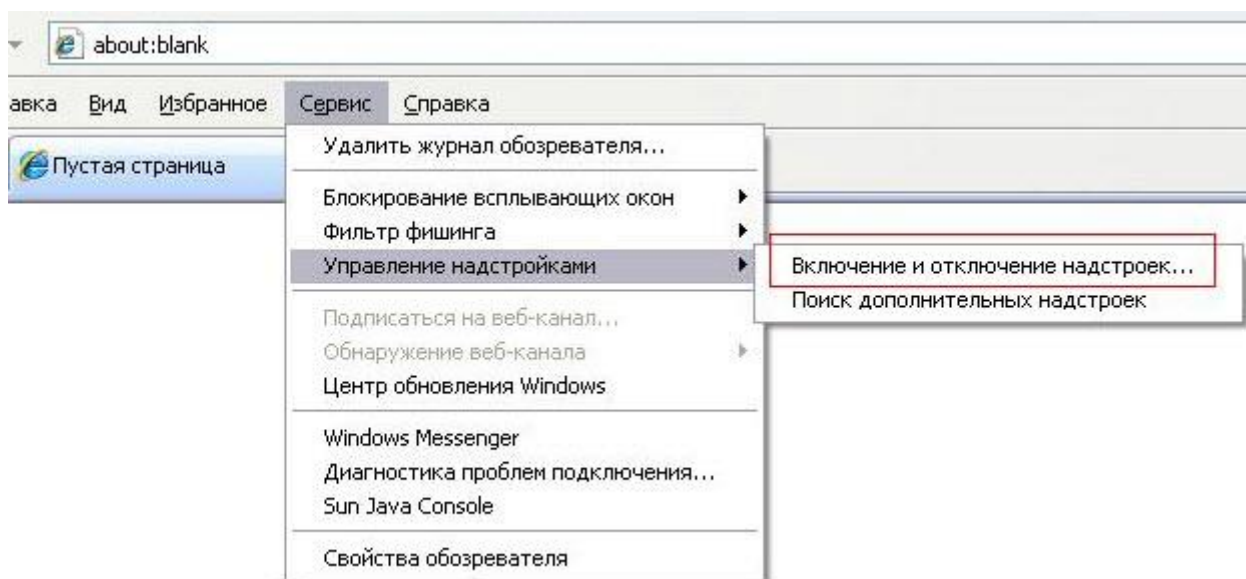 about:blank
авка Вид Избранное Сервис Справка
Пустая страница
Удалить журнал обозревателя...
Блокирование всплывающих окон
Фильтр фишинга
Управление надстройками
Включение и отключение надстроек...
Поиск дополнительных надстроек
Подписаться на веб-канал...
Обнаружение веб-канала
Центр обновления Windows
Windows Messenger
Диагностика проблем подключения...
Sun Java Console
Свойства обозревателя